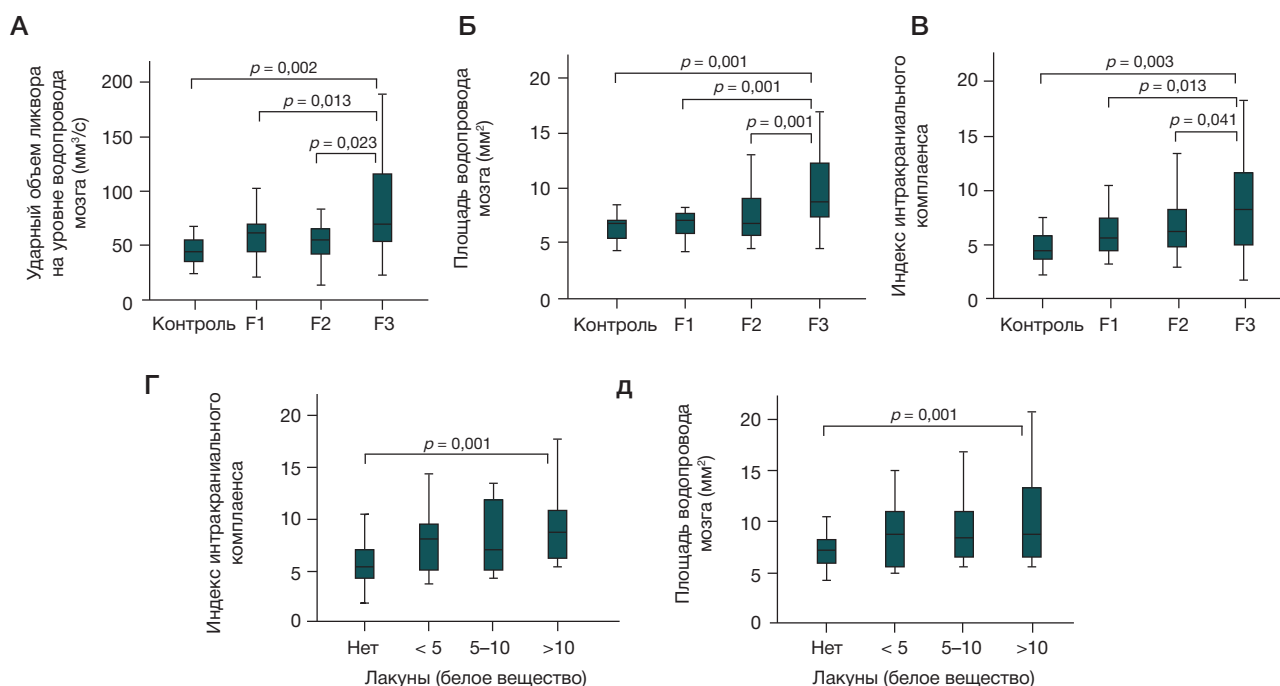 А
Ударный объем ликвора
на уровне водопровода
мозга (мм³/с)
200
150
100
50
0
p = 0,002
p = 0,013
p = 0,023
Контроль F1 F2 F3
Б
Площадь водопровода
мозга (мм²)
20
15
10
5
0
p = 0,001
p = 0,001
p = 0,001
Контроль F1 F2 F3
В
Индекс интракраниального
комплаенса
20
15
10
5
0
p = 0,003
p = 0,013
p = 0,041
Контроль F1 F2 F3
Г
Индекс интракраниального
комплаенса
20
15
10
5
0
p = 0,001
Нет < 5 5–10 >10
Лакуны (белое вещество)
Д
Площадь водопровода
мозга (мм²)
20
15
10
5
0
p = 0,001
Нет < 5 5–10 >10
Лакуны (белое вещество)